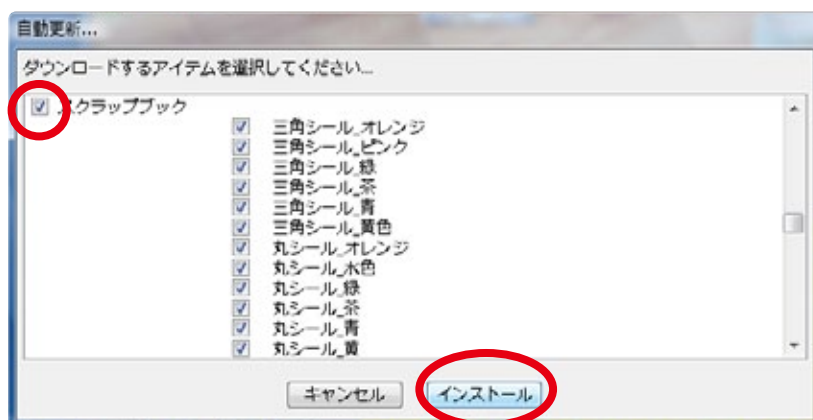 自動更新...
ダウンロードするアイテムを選択してください...
スクラップブック
三角シール_オレンジ
三角シール_ピンク
三角シール_緑
三角シール_茶
三角シール_青
三角シール_黄色
丸シール_オレンジ
丸シール_水色
丸シール_緑
丸シール_茶
丸シール_青
丸シール_黄
キャンセル インストール